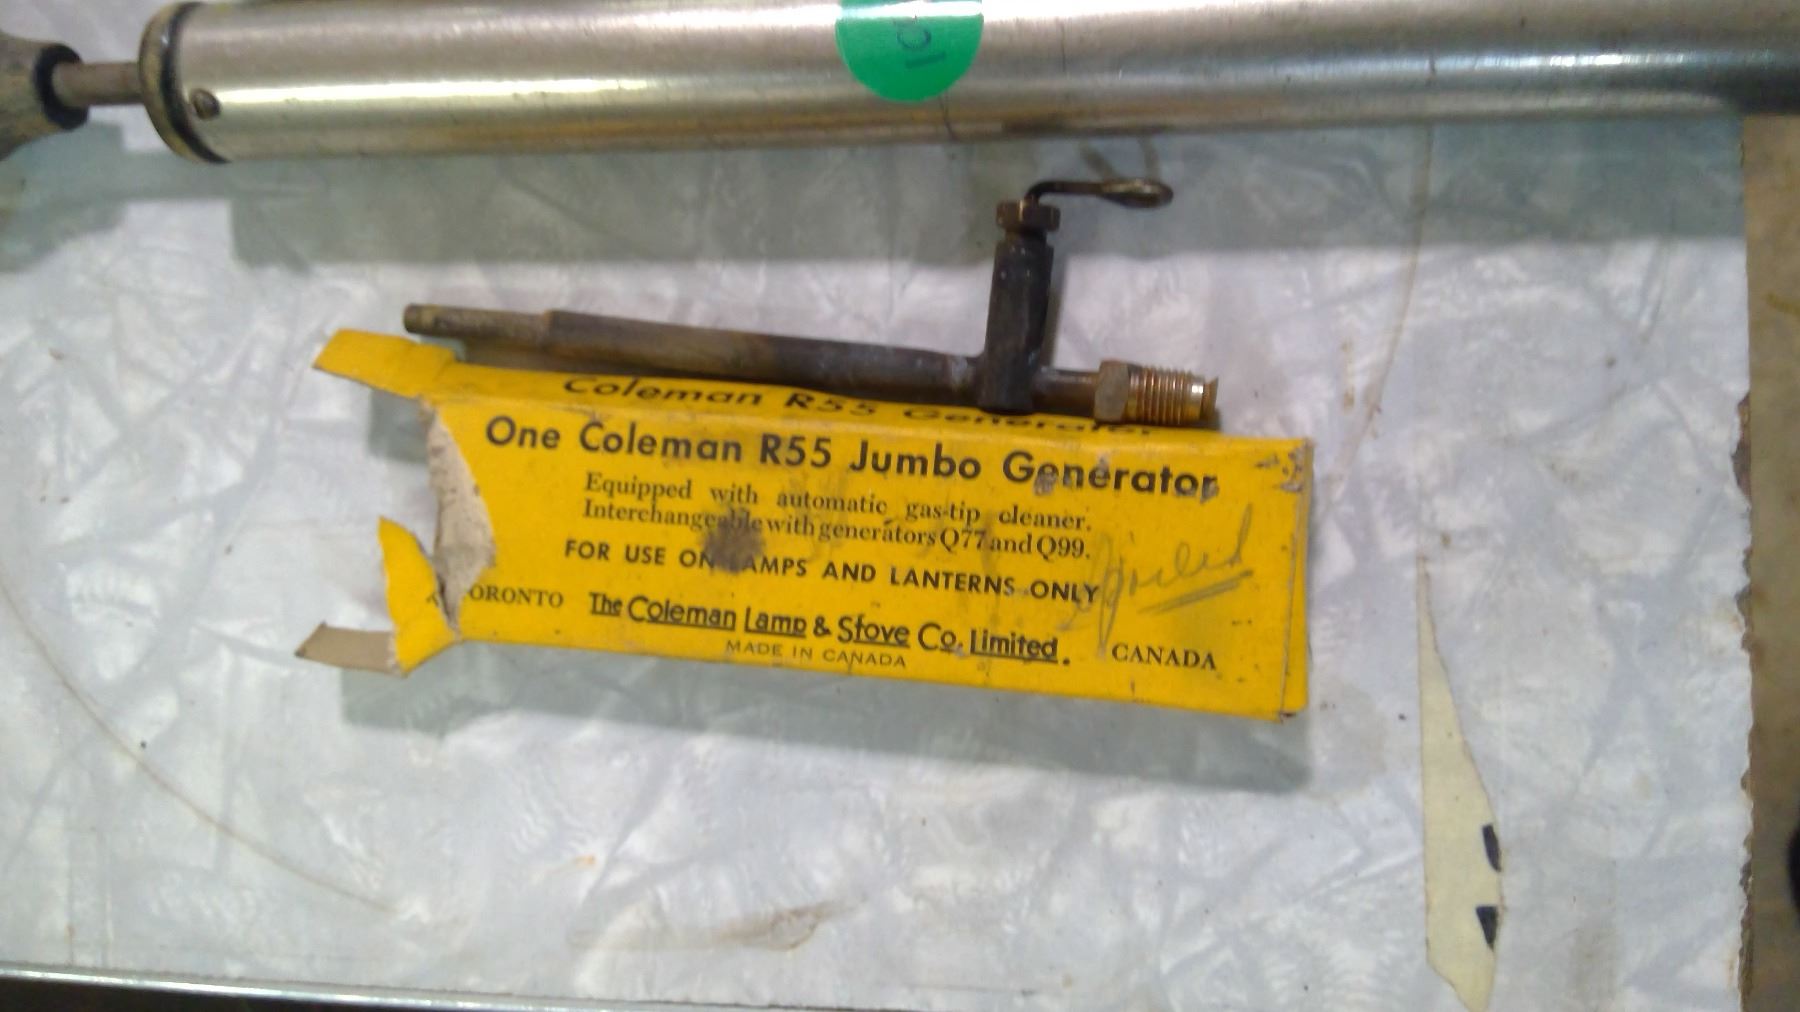 Coleman R55 Generator
One Coleman R55 Jumbo Generator
Equipped with automatic gas-tip cleaner.
Interchangeable with generators Q77 and Q99.
FOR USE ON LAMPS AND LANTERNS ONLY
TORONTO The Coleman Lamp & Stove Co. Limited. CANADA
MADE IN CANADA